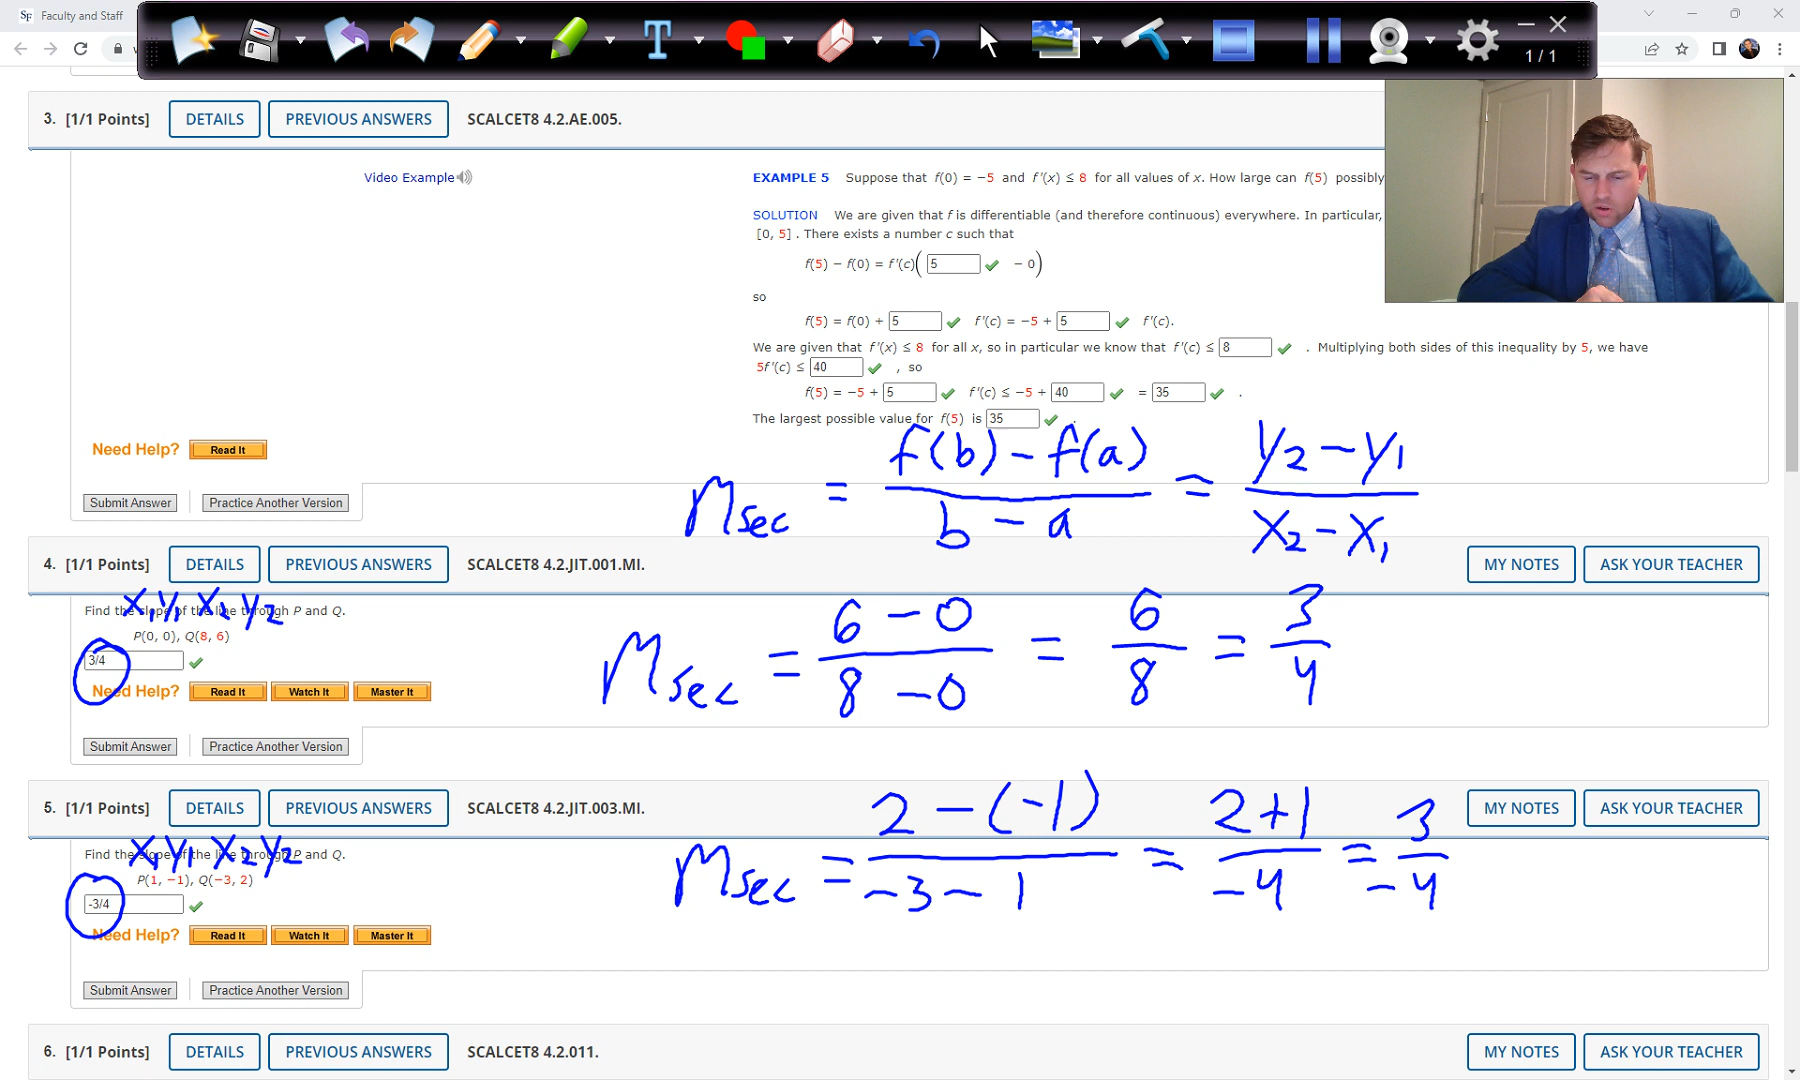 Faculty and Staff
1 / 1
3. [1/1 Points] DETAILS PREVIOUS ANSWERS SCALCET8 4.2.AE.005.
Video Example
EXAMPLE 5 Suppose that f(0) = −5 and f'(x) ≤ 8 for all values of x. How large can f(5) possibly
SOLUTION We are given that f is differentiable (and therefore continuous) everywhere. In particular,
[0, 5] . There exists a number c such that
f(5) − f(0) = f'(c)( 5 − 0)
so
f(5) = f(0) + 5 f'(c) = −5 + 5 f'(c).
We are given that f'(x) ≤ 8 for all x, so in particular we know that f'(c) ≤ 8 . Multiplying both sides of this inequality by 5, we have
5f'(c) ≤ 40 , so
f(5) = −5 + 5 f'(c) ≤ −5 + 40 = 35 .
The largest possible value for f(5) is 35 .
Need Help? Read It
Submit Answer Practice Another Version
m sec = f(b) − f(a) / b − a = y2 − y1 / x2 − x1
4. [1/1 Points] DETAILS PREVIOUS ANSWERS SCALCET8 4.2.JIT.001.MI. MY NOTES ASK YOUR TEACHER
x1 y1 x2 y2
Find the slope of the line through P and Q.
P(0, 0), Q(8, 6)
3/4
m sec = 6 − 0 / 8 − 0 = 6 / 8 = 3 / 4
Need Help? Read It Watch It Master It
Submit Answer Practice Another Version
5. [1/1 Points] DETAILS PREVIOUS ANSWERS SCALCET8 4.2.JIT.003.MI. MY NOTES ASK YOUR TEACHER
x1 y1 x2 y2
Find the slope of the line through P and Q.
P(1, −1), Q(−3, 2)
-3/4
m sec = 2 − (−1) / −3 − 1 = 2 + 1 / −4 = 3 / −4
Need Help? Read It Watch It Master It
Submit Answer Practice Another Version
6. [1/1 Points] DETAILS PREVIOUS ANSWERS SCALCET8 4.2.011. MY NOTES ASK YOUR TEACHER